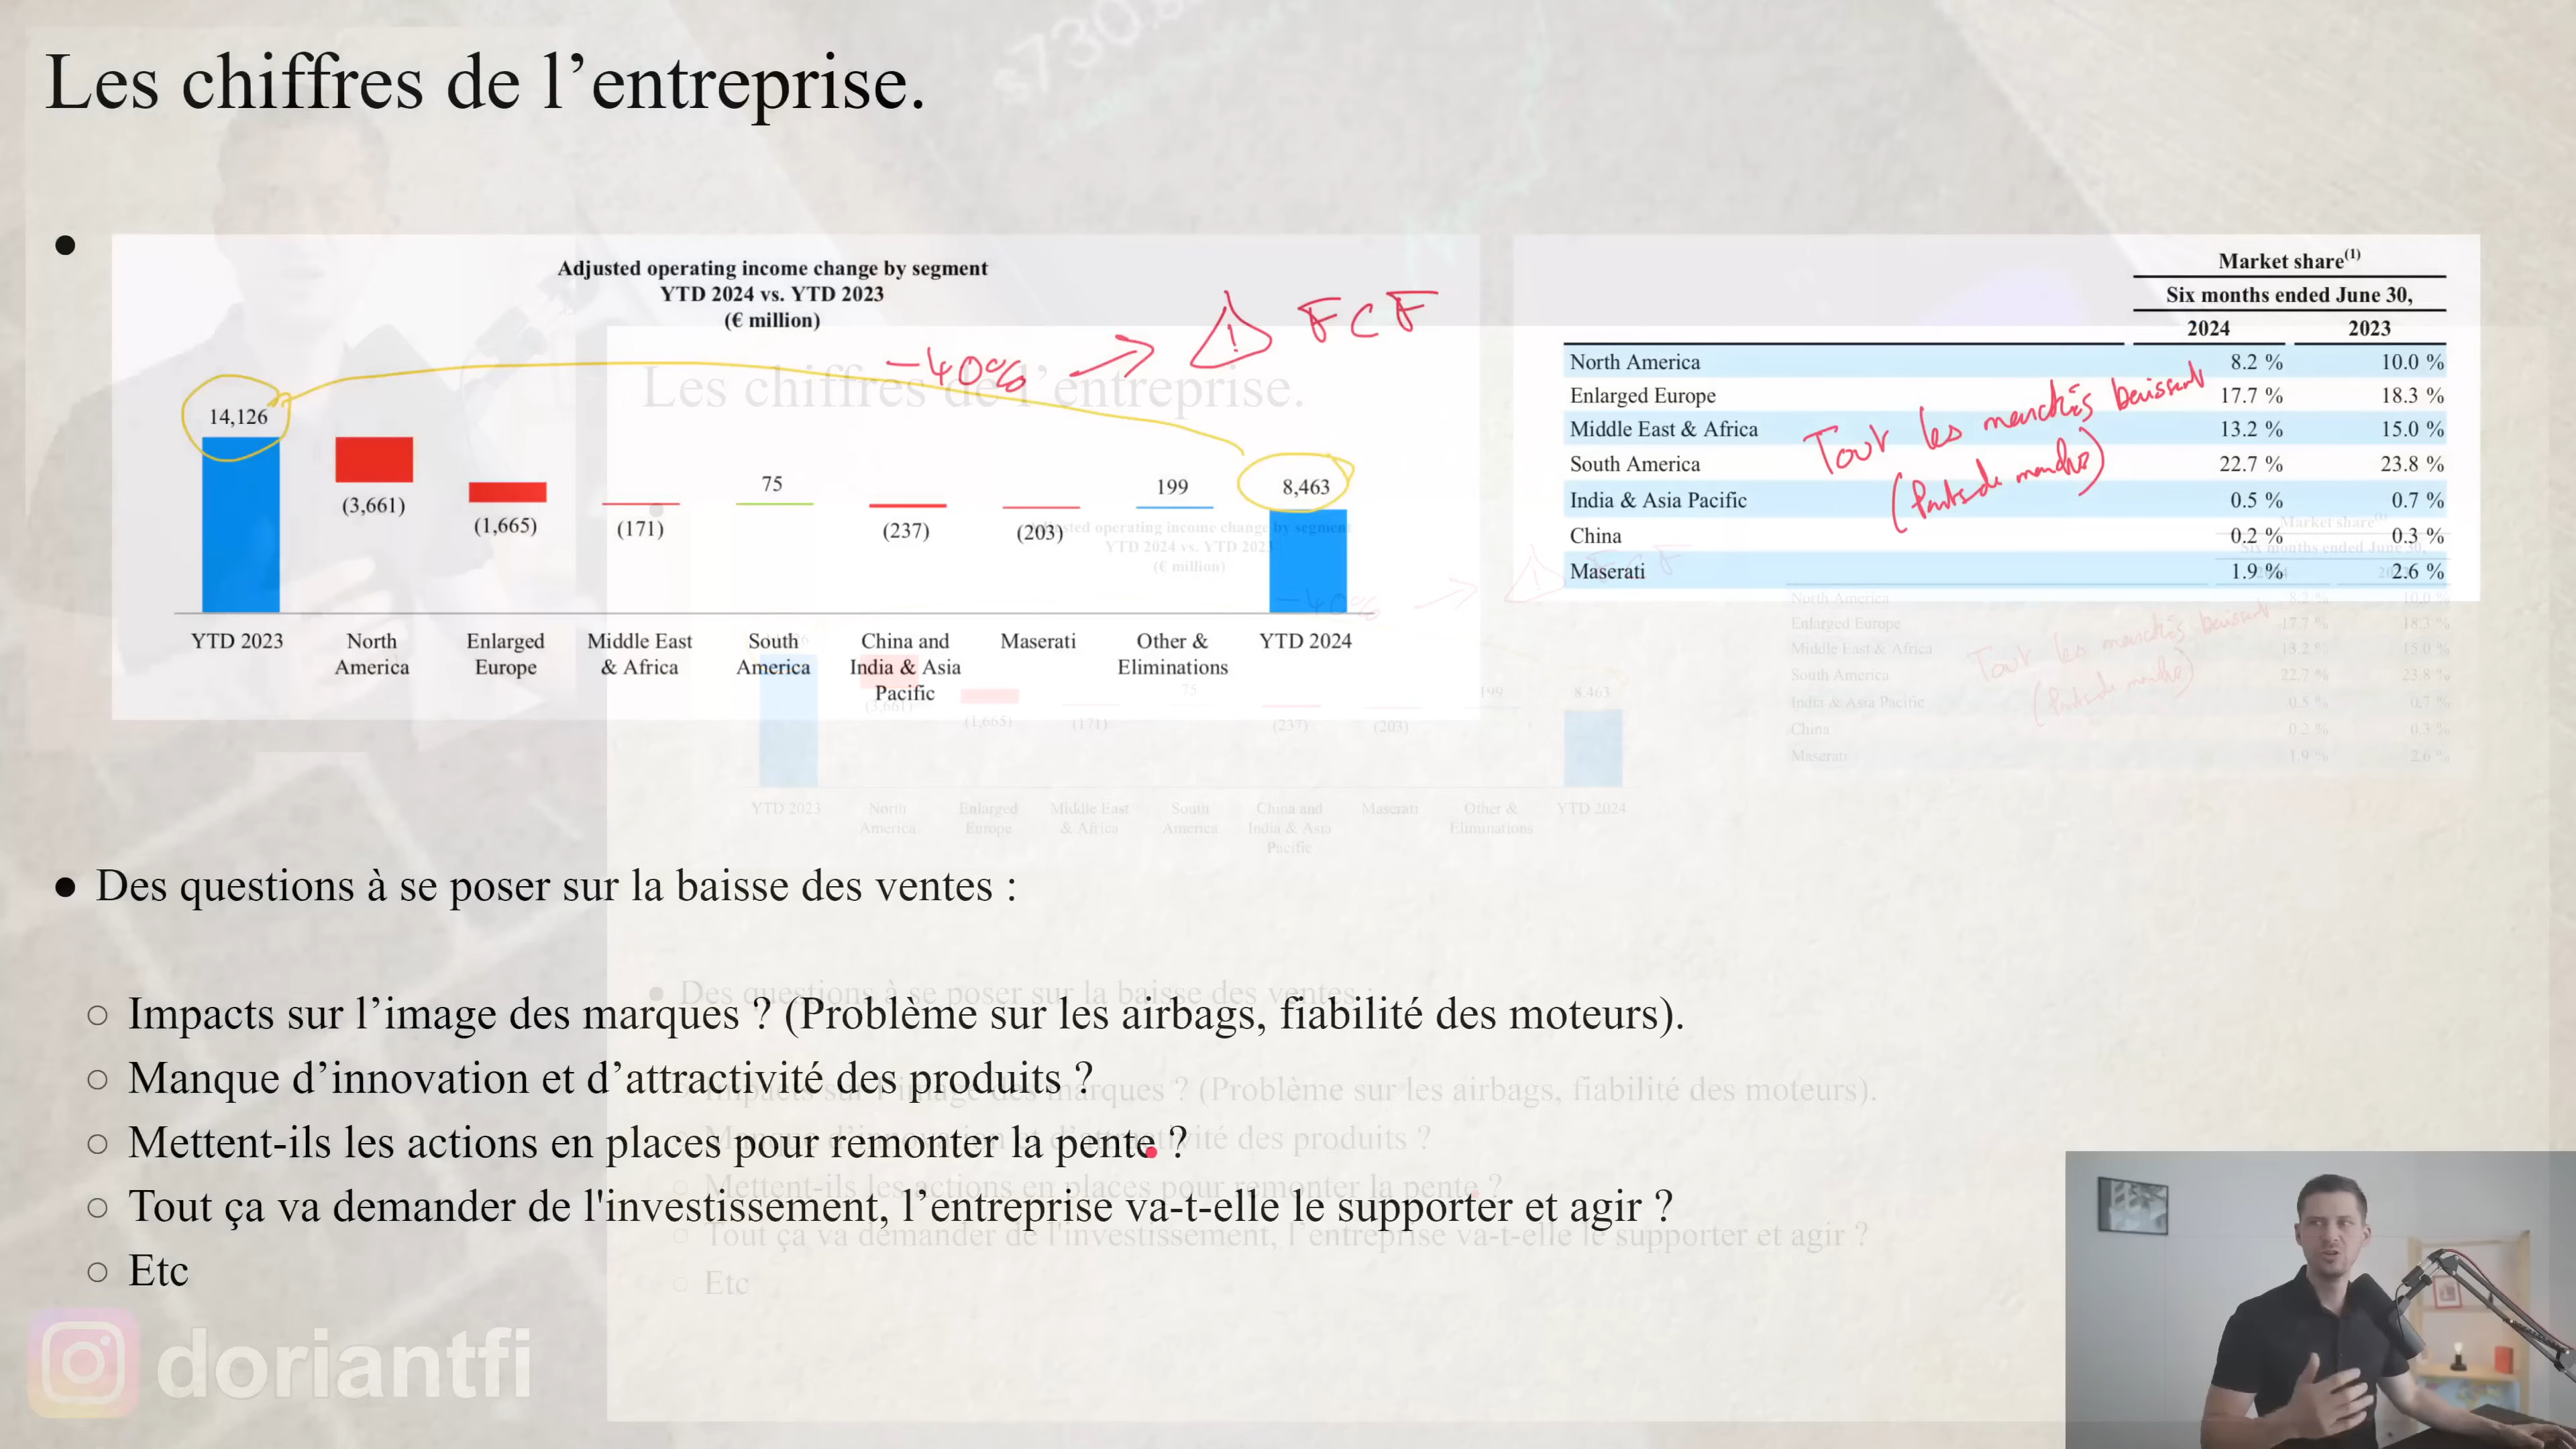 Les chiffres de l’entreprise.
Adjusted operating income change by segment
YTD 2024 vs. YTD 2023
(€ million)
-40% → ! FCF
14,126
(3,661)
(1,665)
(171)
75
(237)
(203)
199
8,463
YTD 2023
North America
Enlarged Europe
Middle East & Africa
South America
China and India & Asia Pacific
Maserati
Other & Eliminations
YTD 2024
Market share(1)
Six months ended June 30,
2024 2023
North America 8.2 % 10.0 %
Enlarged Europe 17.7 % 18.3 %
Middle East & Africa 13.2 % 15.0 %
South America 22.7 % 23.8 %
India & Asia Pacific 0.5 % 0.7 %
China 0.2 % 0.3 %
Maserati 1.9 % 2.6 %
Tout les marchés baissent
(Parts de marché)
● Des questions à se poser sur la baisse des ventes :
○ Impacts sur l’image des marques ? (Problème sur les airbags, fiabilité des moteurs).
○ Manque d’innovation et d’attractivité des produits ?
○ Mettent-ils les actions en places pour remonter la pente ?
○ Tout ça va demander de l'investissement, l’entreprise va-t-elle le supporter et agir ?
○ Etc
doriantfi